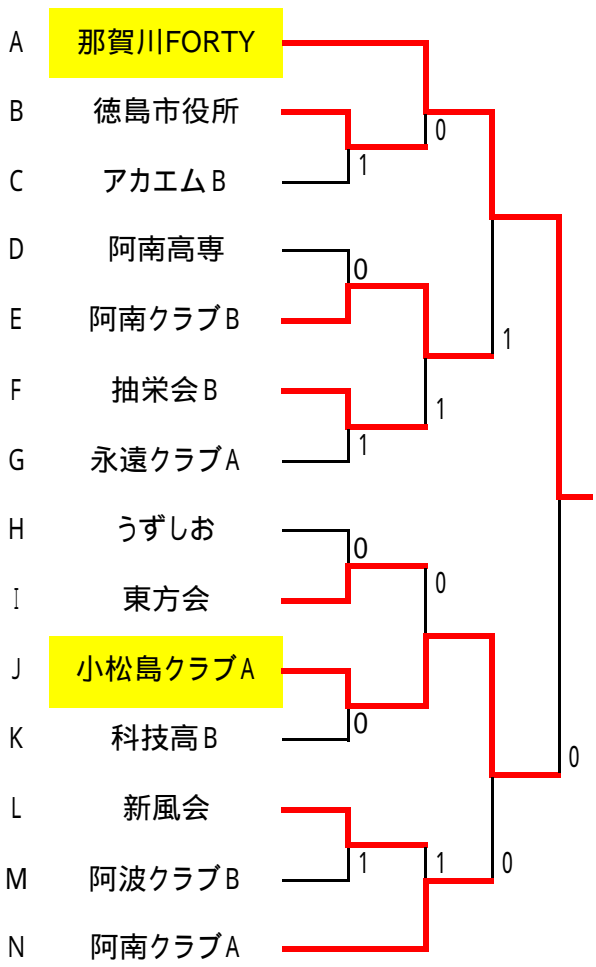 A 那賀川FORTY
B 徳島市役所
0
C アカエムB
1
D 阿南高専
0
E 阿南クラブB
1
F 抽栄会B
1
G 永遠クラブA
1
H うずしお
0
I 東方会
0
J 小松島クラブA
K 科技高B
0
0
L 新風会
M 阿波クラブB
1
1
0
N 阿南クラブA